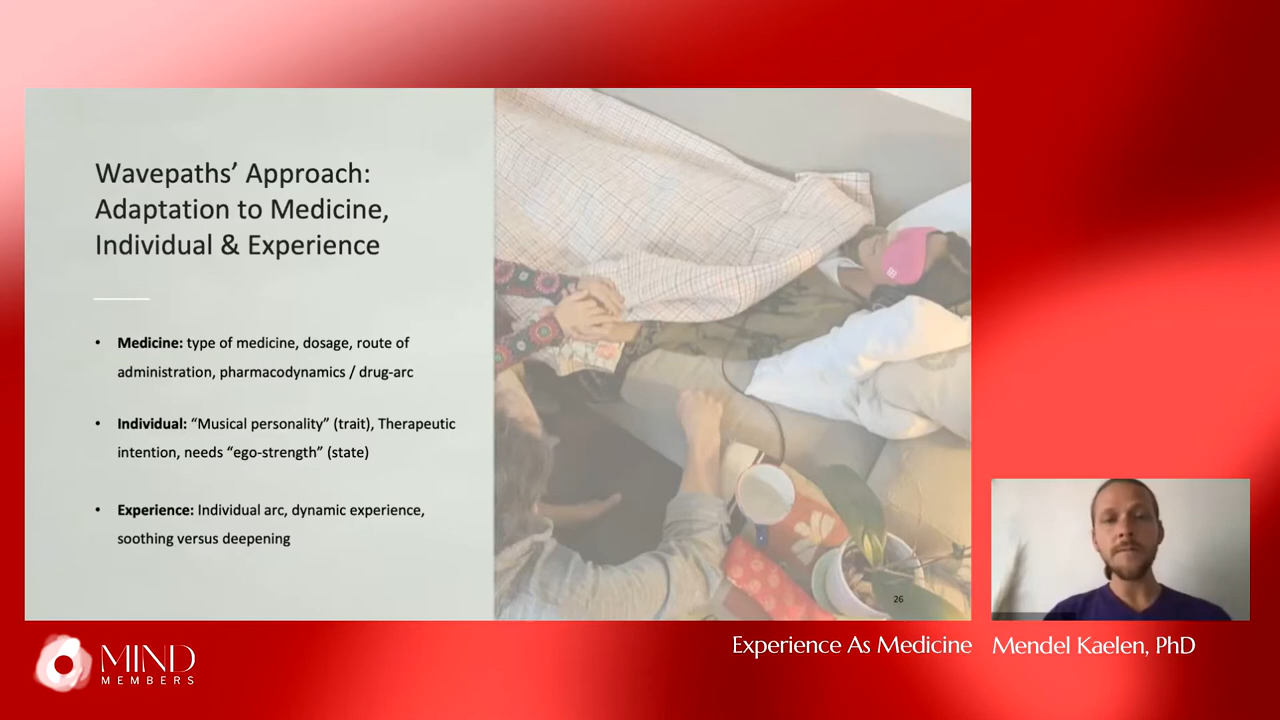 Wavepaths’ Approach:
Adaptation to Medicine,
Individual & Experience
• Medicine: type of medicine, dosage, route of
administration, pharmacodynamics / drug-arc
• Individual: “Musical personality” (trait), Therapeutic
intention, needs “ego-strength” (state)
• Experience: Individual arc, dynamic experience,
soothing versus deepening
26
Experience As Medicine
Mendel Kaelen, PhD
MIND
MEMBERS